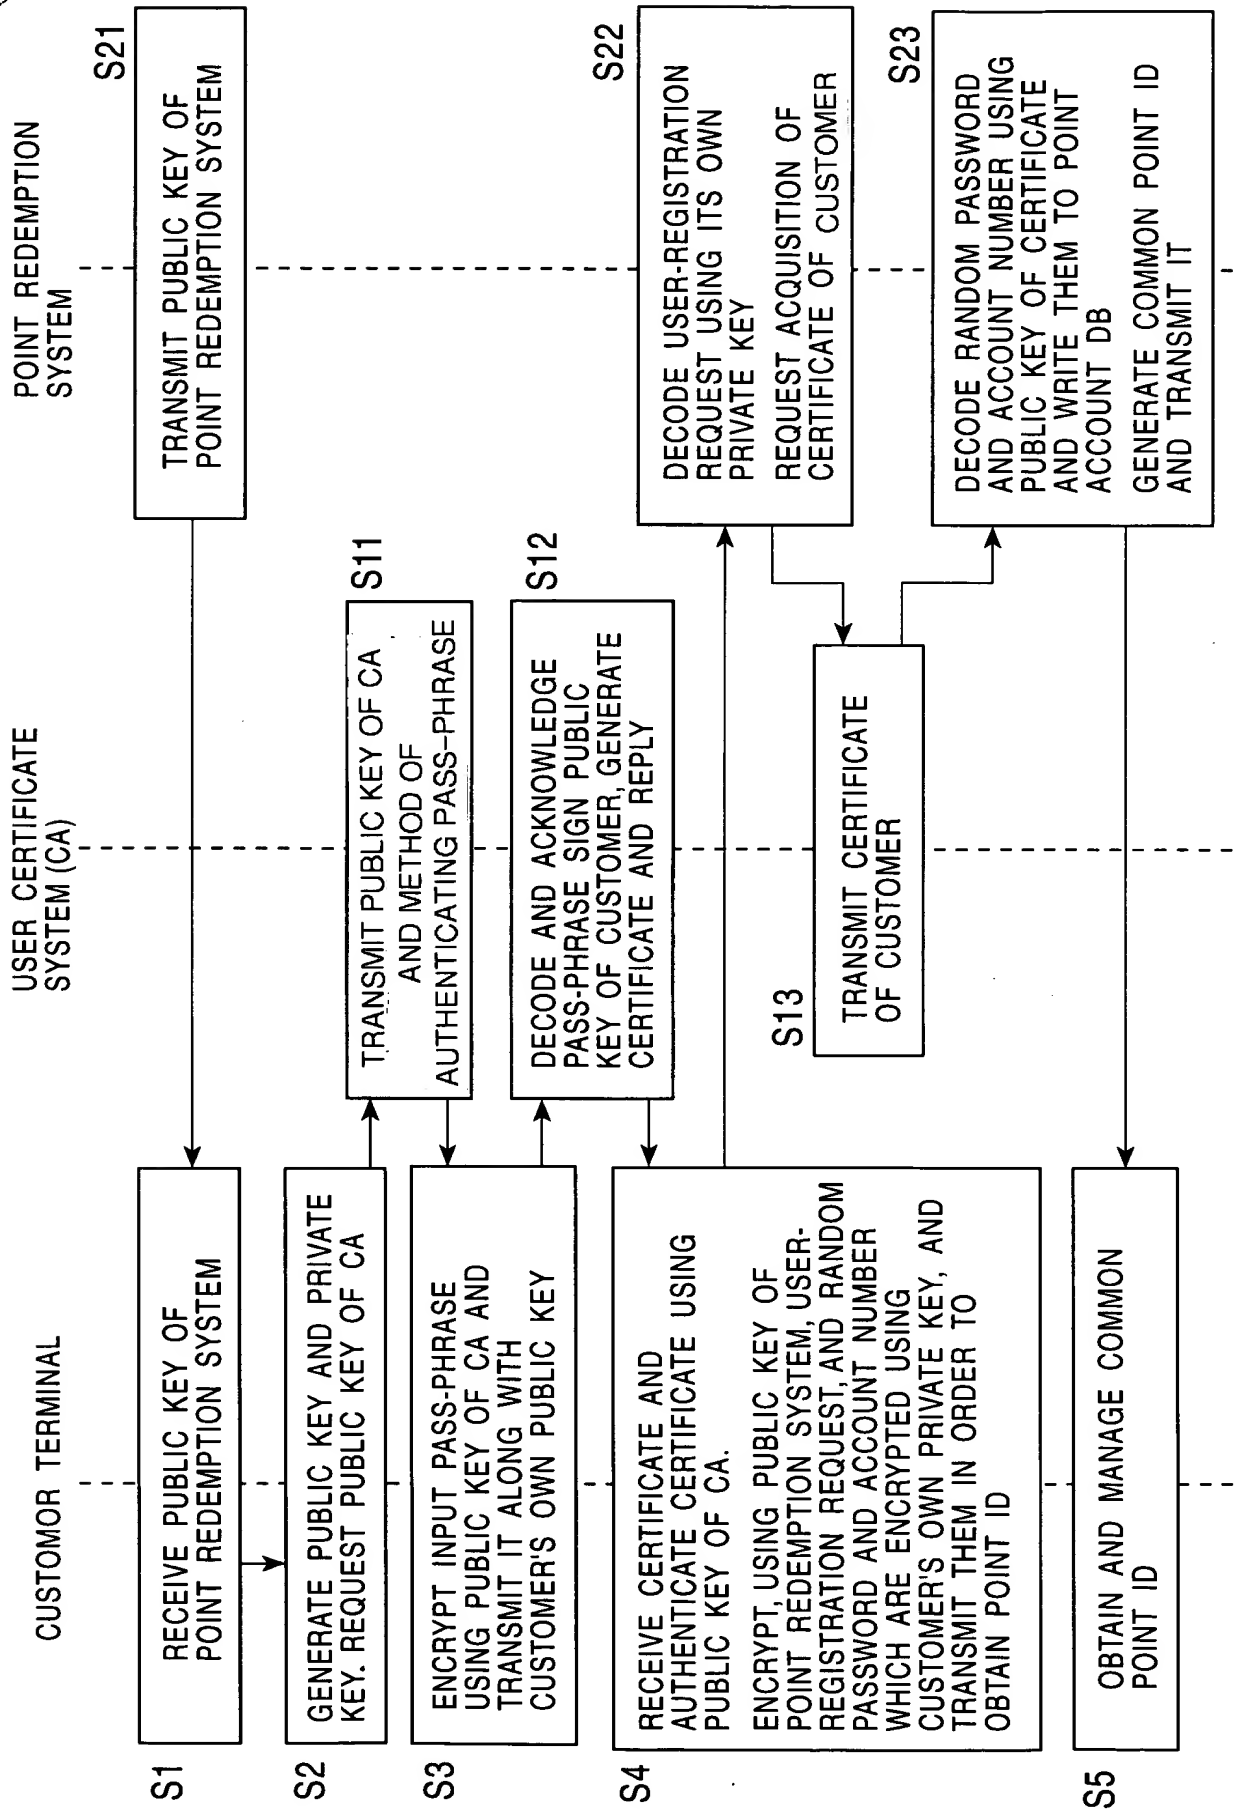 CUSTOMOR TERMINAL
USER CERTIFICATE
SYSTEM (CA)
POINT REDEMPTION
SYSTEM
S21
TRANSMIT PUBLIC KEY OF
POINT REDEMPTION SYSTEM
S1
RECEIVE PUBLIC KEY OF
POINT REDEMPTION SYSTEM
S2
GENERATE PUBLIC KEY AND PRIVATE
KEY. REQUEST PUBLIC KEY OF CA
S11
TRANSMIT PUBLIC KEY OF CA
AND METHOD OF
AUTHENTICATING PASS-PHRASE
S3
ENCRYPT INPUT PASS-PHRASE
USING PUBLIC KEY OF CA AND
TRANSMIT IT ALONG WITH
CUSTOMER'S OWN PUBLIC KEY
S12
DECODE AND ACKNOWLEDGE
PASS-PHRASE SIGN PUBLIC
KEY OF CUSTOMER, GENERATE
CERTIFICATE AND REPLY
S4
RECEIVE CERTIFICATE AND
AUTHENTICATE CERTIFICATE USING
PUBLIC KEY OF CA.
ENCRYPT, USING PUBLIC KEY OF
POINT REDEMPTION SYSTEM, USER-
REGISTRATION REQUEST, AND RANDOM
PASSWORD AND ACCOUNT NUMBER
WHICH ARE ENCRYPTED USING
CUSTOMER'S OWN PRIVATE KEY, AND
TRANSMIT THEM IN ORDER TO
OBTAIN POINT ID
S22
DECODE USER-REGISTRATION
REQUEST USING ITS OWN
PRIVATE KEY
REQUEST ACQUISITION OF
CERTIFICATE OF CUSTOMER
S13
TRANSMIT CERTIFICATE
OF CUSTOMER
S23
DECODE RANDOM PASSWORD
AND ACCOUNT NUMBER USING
PUBLIC KEY OF CERTIFICATE
AND WRITE THEM TO POINT
ACCOUNT DB
GENERATE COMMON POINT ID
AND TRANSMIT IT
S5
OBTAIN AND MANAGE COMMON
POINT ID